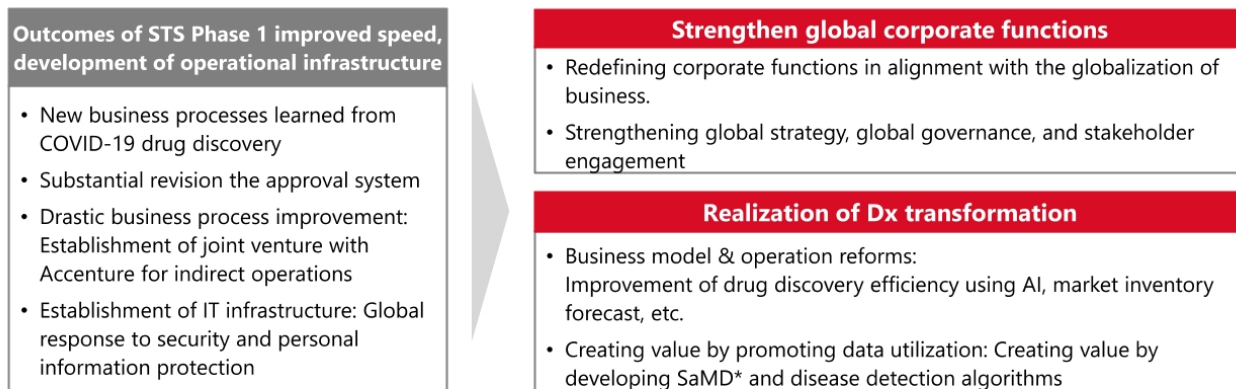 Outcomes of STS Phase 1 improved speed,
development of operational infrastructure
• New business processes learned from
COVID-19 drug discovery
• Substantial revision the approval system
• Drastic business process improvement:
Establishment of joint venture with
Accenture for indirect operations
• Establishment of IT infrastructure: Global
response to security and personal
information protection
Strengthen global corporate functions
• Redefining corporate functions in alignment with the globalization of
business.
• Strengthening global strategy, global governance, and stakeholder
engagement
Realization of Dx transformation
• Business model & operation reforms:
Improvement of drug discovery efficiency using AI, market inventory
forecast, etc.
• Creating value by promoting data utilization: Creating value by
developing SaMD* and disease detection algorithms